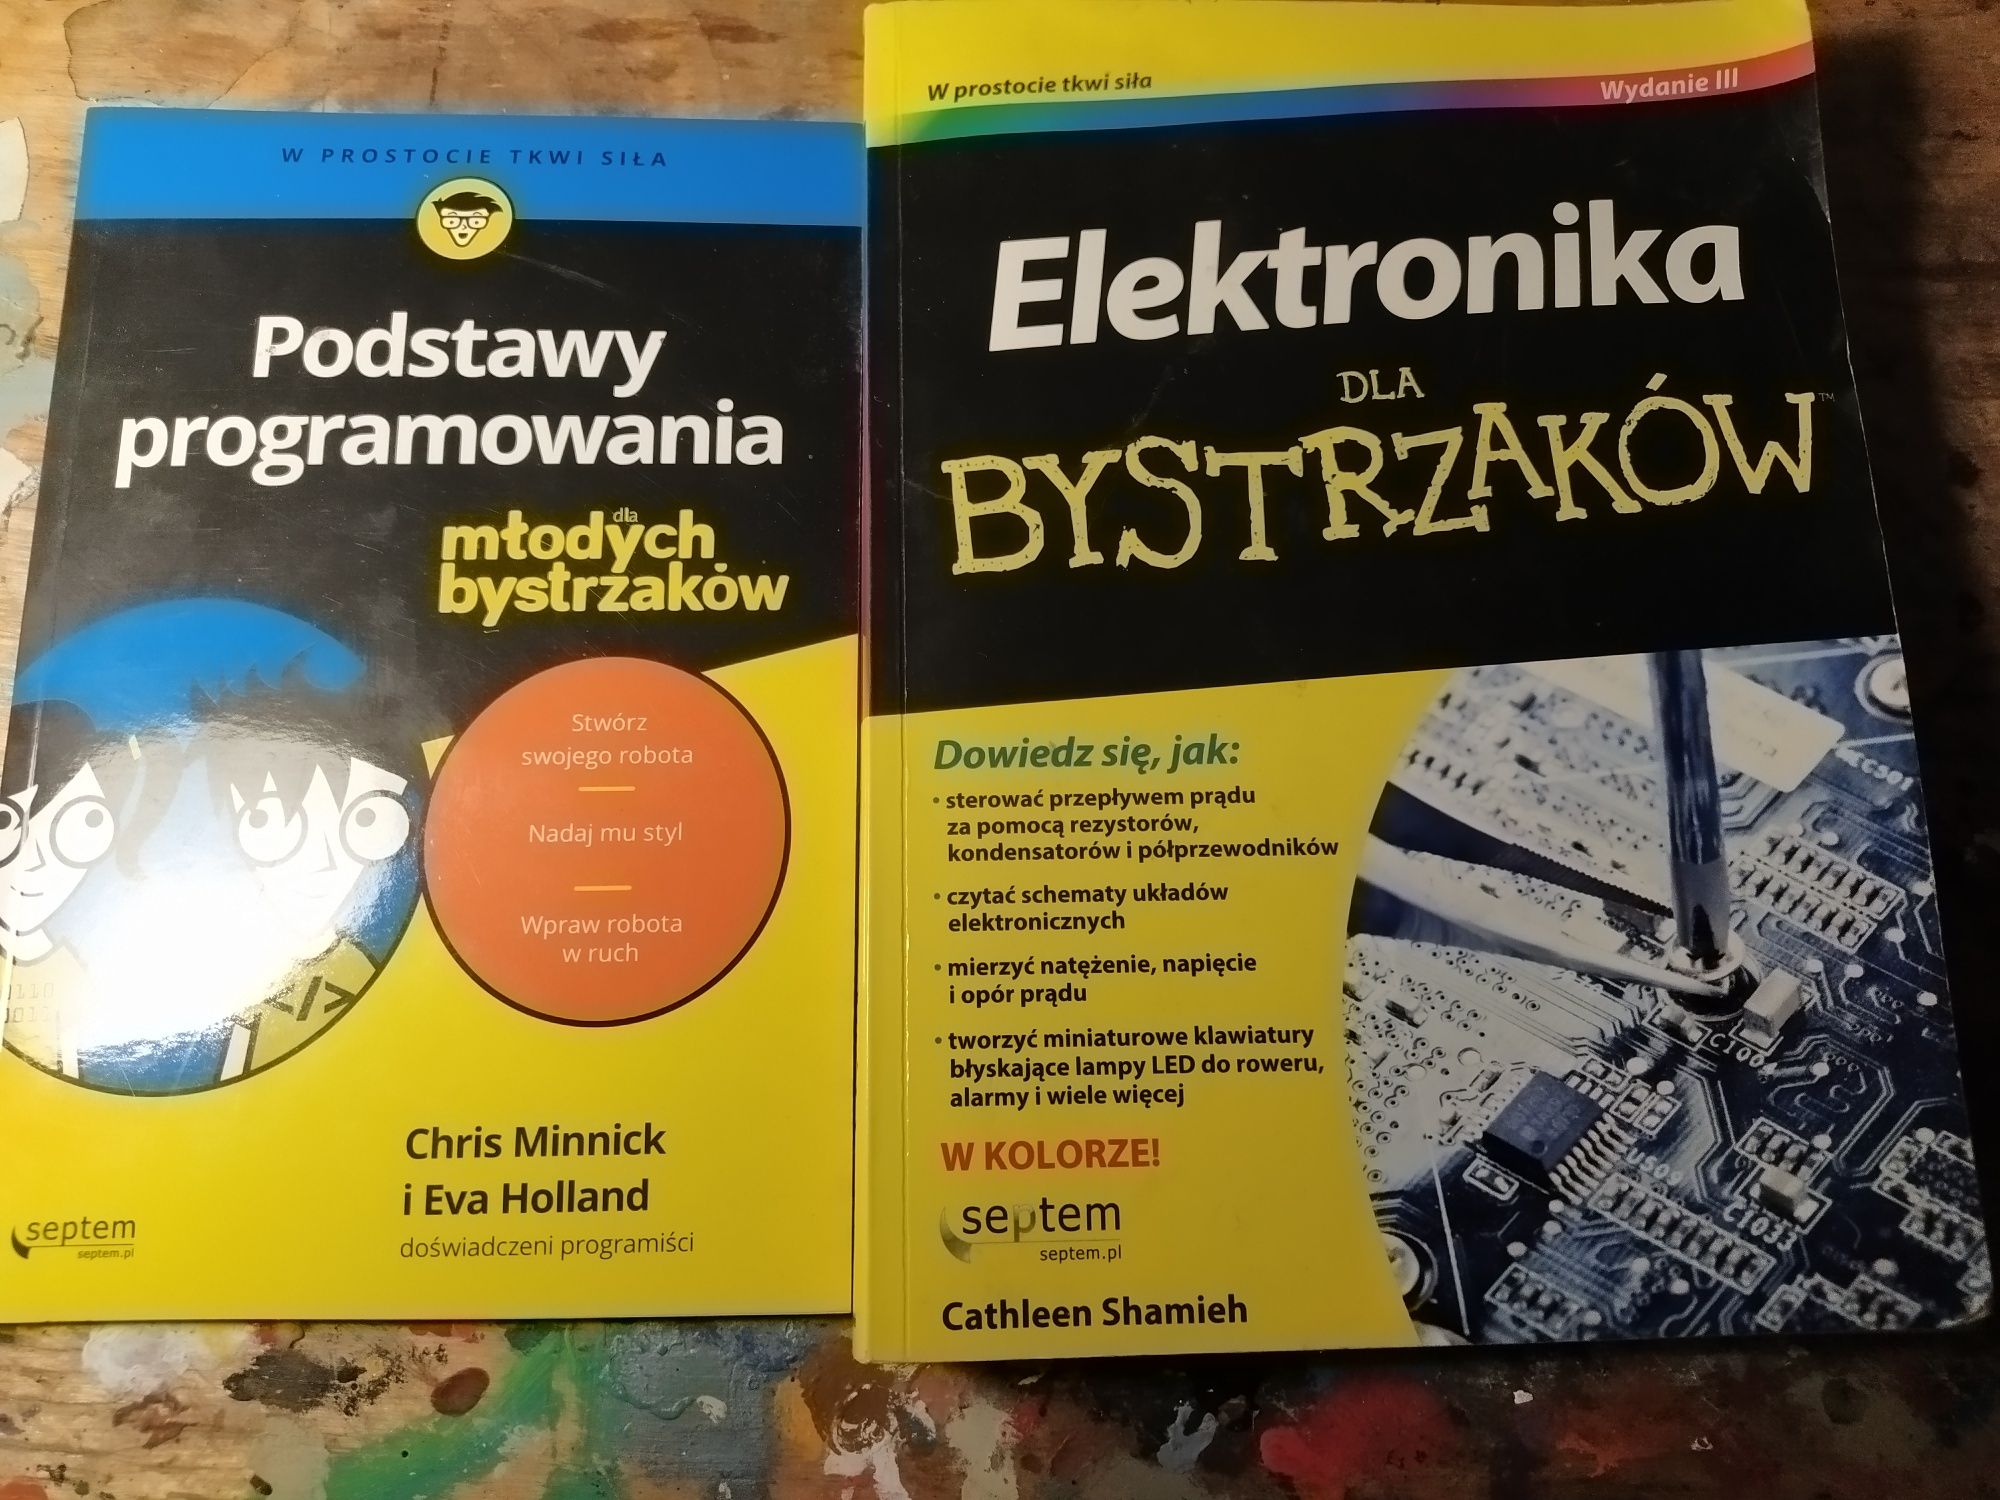 W PROSTOCIE TKWI SIŁA
Podstawy
programowania
dla
młodych
bystrzaków
Stwórz
swojego robota
Nadaj mu styl
Wpraw robota
w ruch
</>
Chris Minnick
i Eva Holland
doświadczeni programiści
septem
septem.pl
W prostocie tkwi siła
Wydanie III
Elektronika
DLA
BYSTRZAKÓW™
Dowiedz się, jak:
• sterować przepływem prądu
za pomocą rezystorów,
kondensatorów i półprzewodników
• czytać schematy układów
elektronicznych
• mierzyć natężenie, napięcie
i opór prądu
• tworzyć miniaturowe klawiatury
błyskające lampy LED do roweru,
alarmy i wiele więcej
W KOLORZE!
septem
septem.pl
Cathleen Shamieh
C1004
C1033